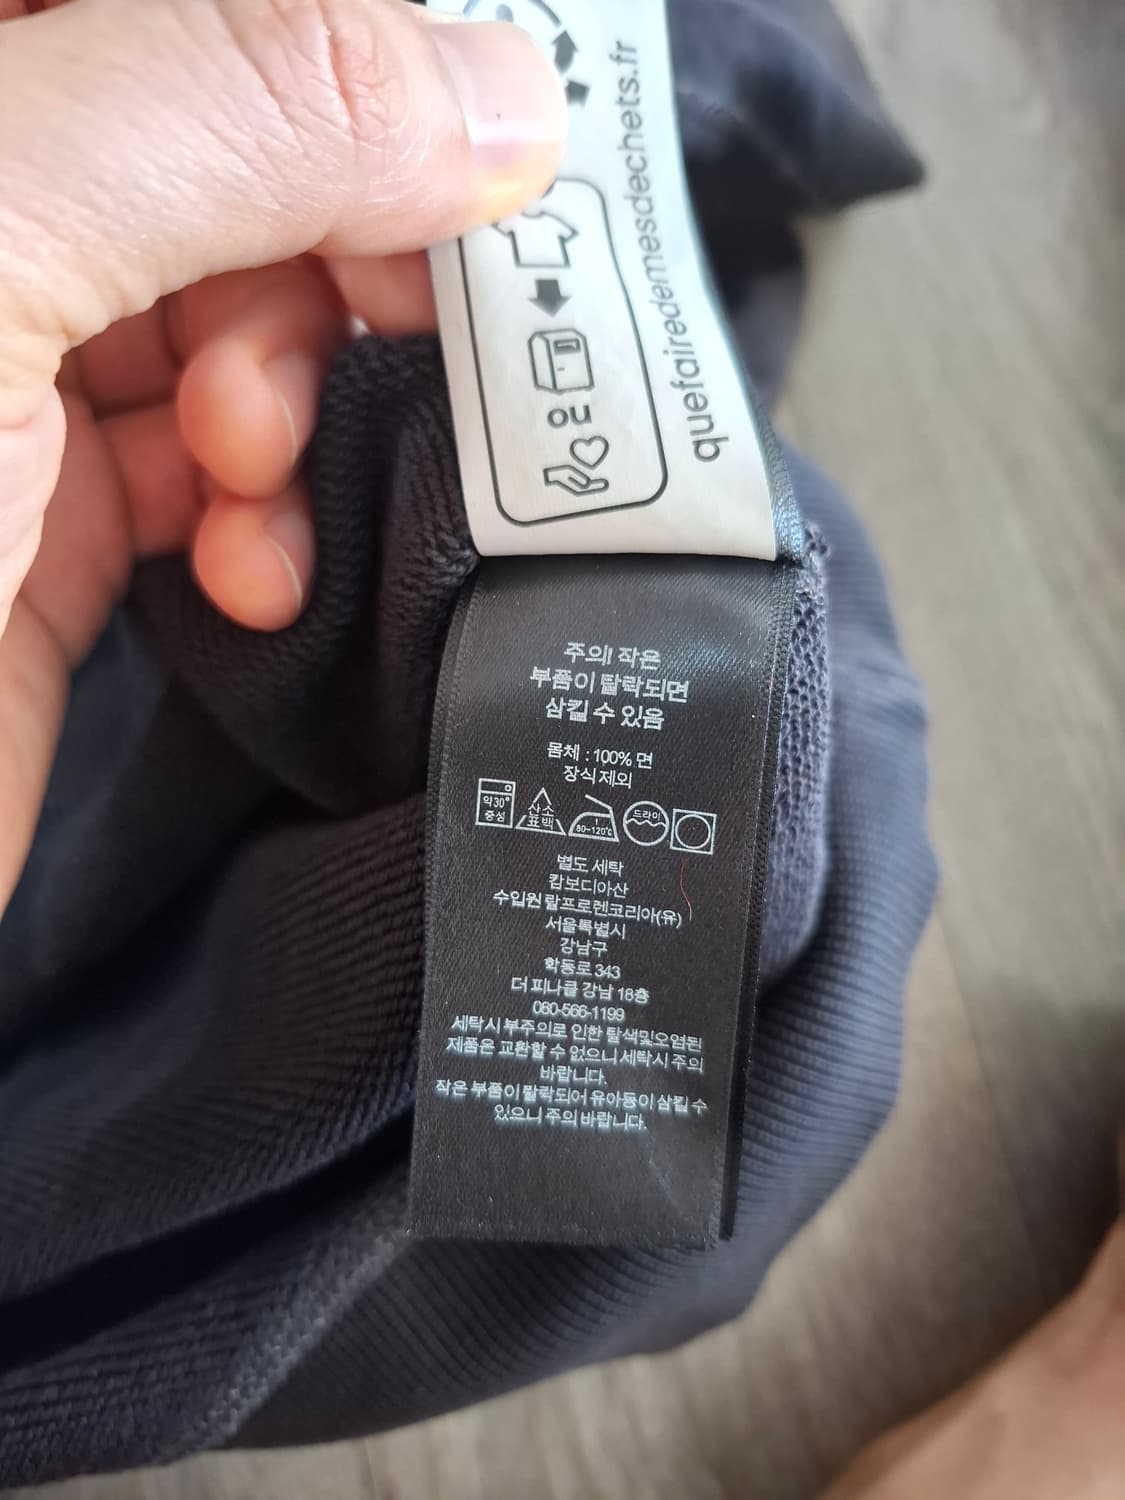 quefairedemesdechets.fr
ou
주의! 작은
부품이 탈락되면
삼킬 수 있음
몸체 : 100% 면
장식 제외
약30°
중성
산소
표백
80~120℃
드라이
별도 세탁
캄보디아산
수입원 랄프로렌코리아(유)
서울특별시
강남구
학동로 343
더 피나클 강남 18층
080-566-1199
세탁시 부주의로 인한 탈색및오염된
제품은 교환할 수 없으니 세탁시 주의
바랍니다.
작은 부품이 탈락되어 유아동이 삼킬 수
있으니 주의 바랍니다.